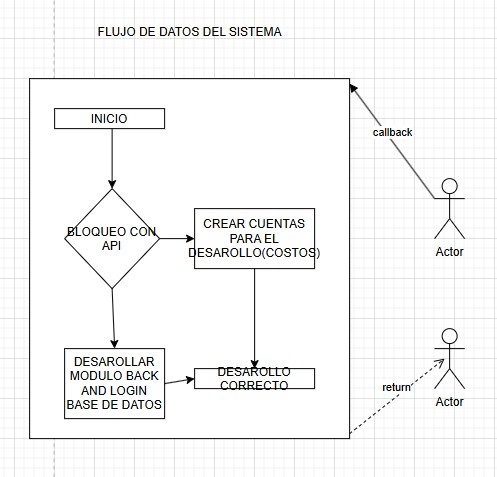 FLUJO DE DATOS DEL SISTEMA
INICIO
callback
BLOQUEO CON
API
CREAR CUENTAS
PARA EL
DESAROLLO(COSTOS)
Actor
DESAROLLAR
MODULO BACK
AND LOGIN
BASE DE DATOS
DESAROLLO
CORRECTO
return
Actor